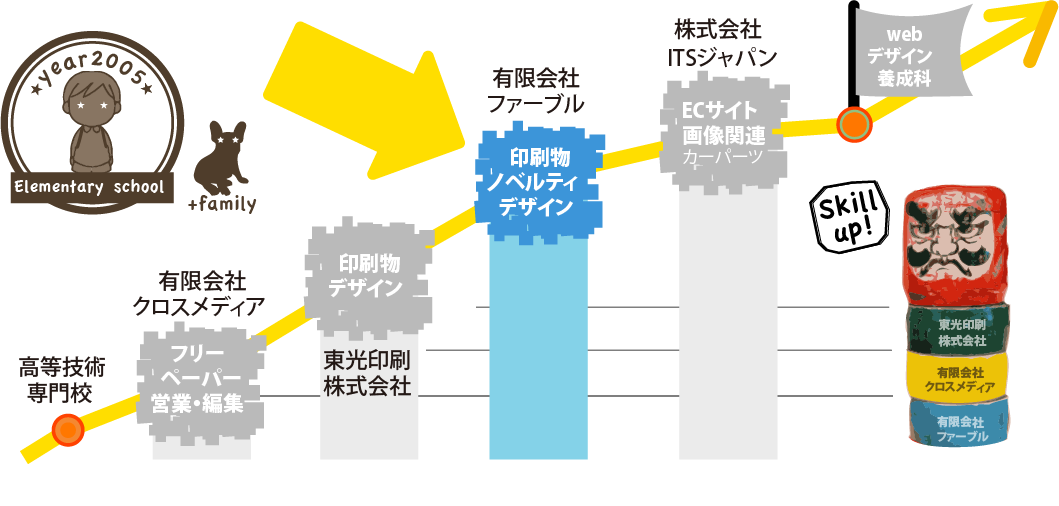 ★year2005★
Elementary school
+family
高等技術
専門校
有限会社
クロスメディア
フリー
ペーパー
営業・編集
印刷物
デザイン
東光印刷
株式会社
有限会社
ファーブル
印刷物
ノベルティ
デザイン
株式会社
ITSジャパン
ECサイト
画像関連
カーパーツ
web
デザイン
養成科
Skill
up!
東光印刷
株式会社
有限会社
クロスメディア
有限会社
ファーブル